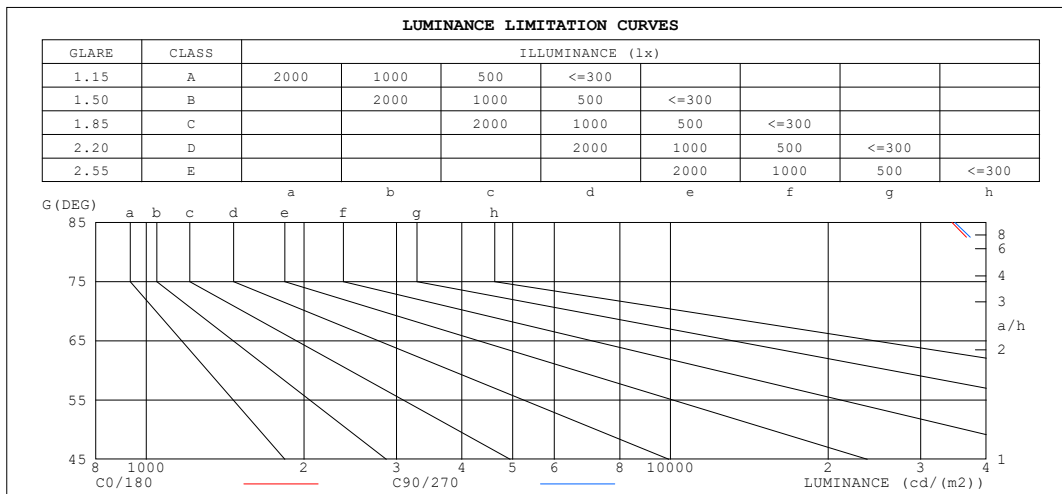 LUMINANCE LIMITATION CURVES
GLARE CLASS ILLUMINANCE (lx)
1.15 A 2000 1000 500 <=300
1.50 B 2000 1000 500 <=300
1.85 C 2000 1000 500 <=300
2.20 D 2000 1000 500 <=300
2.55 E 2000 1000 500 <=300
a b c d e f g h
G(DEG)
a b c d e f g h
85
8
6
75 4
3
a/h
65
2
55
45 1
8 1000 2 3 4 5 6 8 10000 2 3 4
C0/180 C90/270 LUMINANCE (cd/(m2))